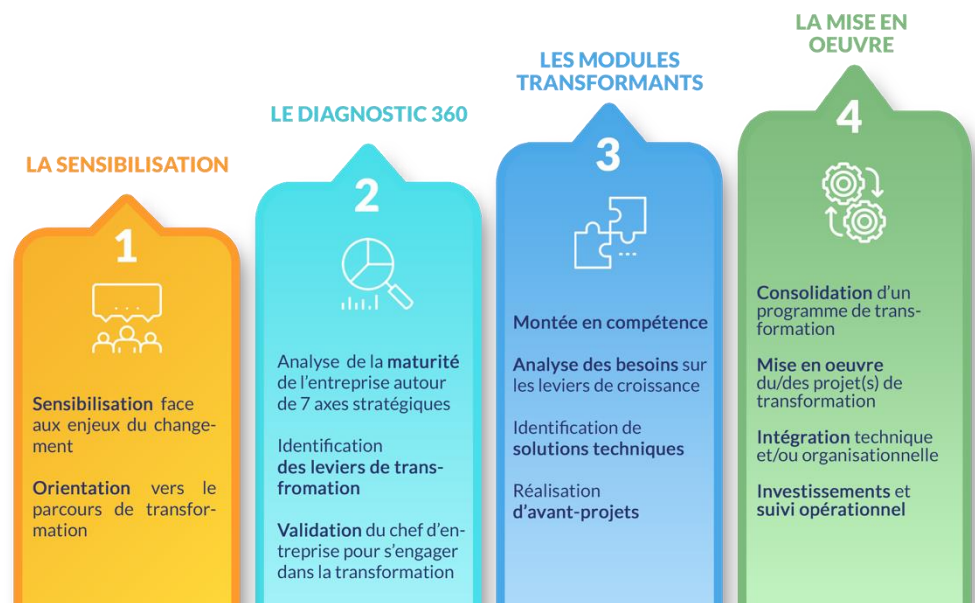 LA SENSIBILISATION
1
Sensibilisation face
aux enjeux du change-
ment
Orientation vers le
parcours de transfor-
mation
LE DIAGNOSTIC 360
2
Analyse de la maturité
de l'entreprise autour
de 7 axes stratégiques
Identification
des leviers de trans-
fromation
Validation du chef d'en-
treprise pour s'engager
dans la transformation
LES MODULES
TRANSFORMANTS
3
Montée en compétence
Analyse des besoins sur
les leviers de croissance
Identification de
solutions techniques
Réalisation
d'avant-projets
LA MISE EN
OEUVRE
4
Consolidation d'un
programme de trans-
formation
Mise en oeuvre
du/des projet(s) de
transformation
Intégration technique
et/ou organisationnelle
Investissements et
suivi opérationnel